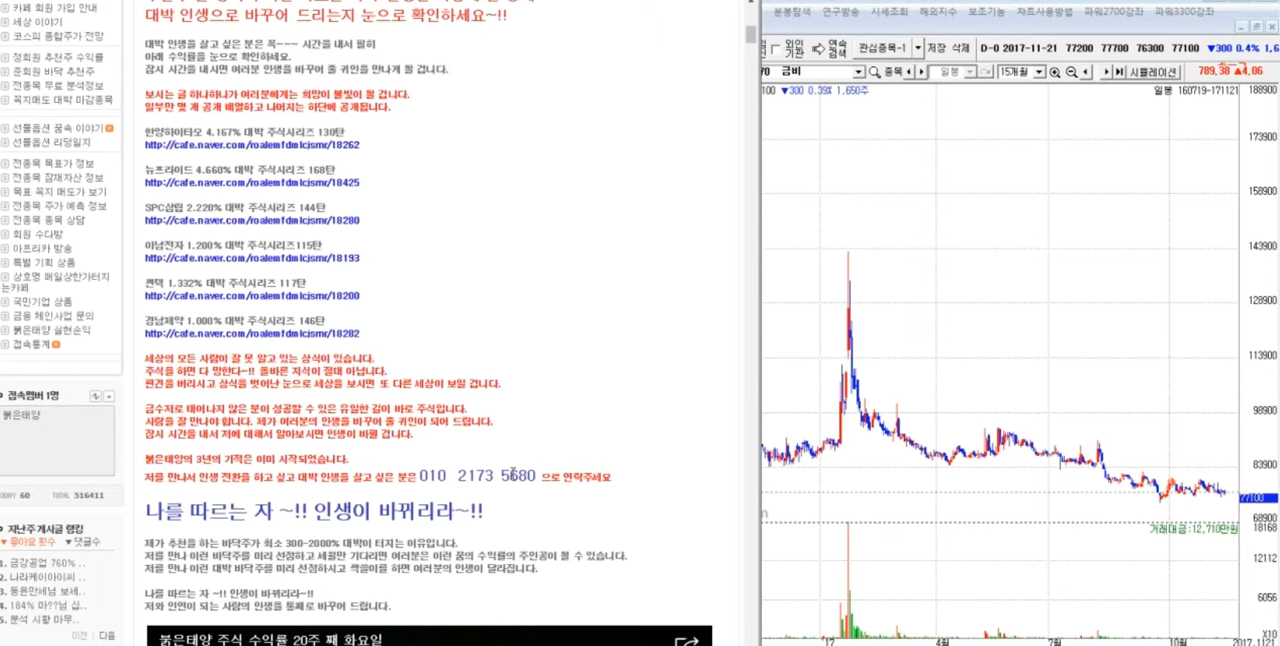 카페 회원 가입 안내
세상 이야기
코스피 종합주가 전망
정회원 추천주 수익률
준회원 바닥 추천주
전종목 무료 분석정보
꼭지매도 대박 마감종목
선물옵션 꿈속 이야기
선물옵션 리딩일지
전종목 목표가 정보
전종목 잠재자산 정보
목표 꼭지 매도가 보기
전종목 주가 예측 정보
전종목 종목 상담
회원 수다방
아프리카 방송
특별 기획 상품
상호명 매일상한가터지
는카페
국민기업 상품
금융 체인사업 문의
붉은태양 실현손익
접속통계
접속멤버 1명
붉은태양
TODAY 60 TOTAL 516411
지난주 게시글 랭킹
▼좋아요 횟수 ▼댓글수
1. 금강공업 760% ..
2. 나라케이아이씨 ..
3. 동윤만세님 보세..
4. 184% 마??님 십..
5. 분석 시황 마무..
이전 | 다음
대박 인생으로 바꾸어 드리는지 눈으로 확인하세요~!!
대박 인생을 살고 싶은 분은 꼭~~~ 시간을 내서 필히
아래 수익률을 눈으로 확인하세요.
잠시 시간을 내시면 여러분 인생을 바꾸어 줄 귀인을 만나게 될 겁니다.
보시는 글 하나하나가 여러분에게는 희망이 불빛이 될 겁니다.
일부만 몇 개 공개 배열하고 나머지는 하단에 공개됩니다.
한양하이타오 4.167% 대박 주식시리즈 130탄
http://cafe.naver.com/roalemfdmlcjsmr/18262
뉴프라이드 4.660% 대박 주식시리즈 168탄
http://cafe.naver.com/roalemfdmlcjsmr/18425
SPC삼립 2.220% 대박 주식시리즈 144탄
http://cafe.naver.com/roalemfdmlcjsmr/18280
이남전자 1.200% 대박 주식시리즈115탄
http://cafe.naver.com/roalemfdmlcjsmr/18193
쎈텍 1.332% 대박 주식시리즈 117탄
http://cafe.naver.com/roalemfdmlcjsmr/18200
경남제약 1.000% 대박 주식시리즈 146탄
http://cafe.naver.com/roalemfdmlcjsmr/18282
세상의 모든 사람이 잘 못 알고 있는 상식이 있습니다.
주식을 하면 다 망한다~!! 올바른 지식이 절대 아닙니다.
편견을 버리시고 상식을 벗어난 눈으로 세상을 보시면 또 다른 세상이 보일 겁니다.
금수저로 태어나지 않은 분이 성공할 수 있은 유일한 길이 바로 주식입니다.
사람을 잘 만나야 합니다. 제가 여러분의 인생을 바꾸어 줄 귀인이 되어 드립니다.
잠시 시간을 내서 저에 대해서 알아보시면 인생이 바뀔 겁니다.
붉은태양의 3년의 기적은 이미 시작되었습니다.
저를 만나서 인생 전환을 하고 싶고 대박 인생을 살고 싶은 분은 010 2173 5680 으로 연락주세요
나를 따르는 자 ~!! 인생이 바뀌리라~!!
제가 추천을 하는 바닥주가 최소 300-2000% 대박이 터지는 이유입니다.
저를 만나 이런 바닥주를 미리 선점하고 세월만 기다리면 여러분은 이런 꿈의 수익률의 주인공이 될 수 있습니다.
저를 만나 이런 대박 바닥주를 미리 선점하시고 짝을이를 하면 여러분의 인생이 달라집니다.
나를 따르는 자 ~!! 인생이 바뀌리라~!!
저와 인연이 되는 사람의 인생을 통째로 바꾸어 드립니다.
붉은태양 주식 수익률 20주 째 화요일
분봉탐색 연구방송 시세조회 해외지수 보조기능 차트사용방법 파워2700강좌 파워3300강좌
외인 기관 연속 검색 관심종목-1 저장 삭제 D-0 2017-11-21 77200 77700 76300 77100 ▼300 0.4% 1,6
금비 종목 일봉 15개월 시뮬레이션 789.38 ▲4.06
100 ▼300 0.39% 1,650주 일봉 160719-171121
188900
173900
158900
143900
128900
113900
98900
83900
77100
68900
18168
거래대금:12,710만원
12112
6056
X10
17 4월 7월 10월 2017.1121